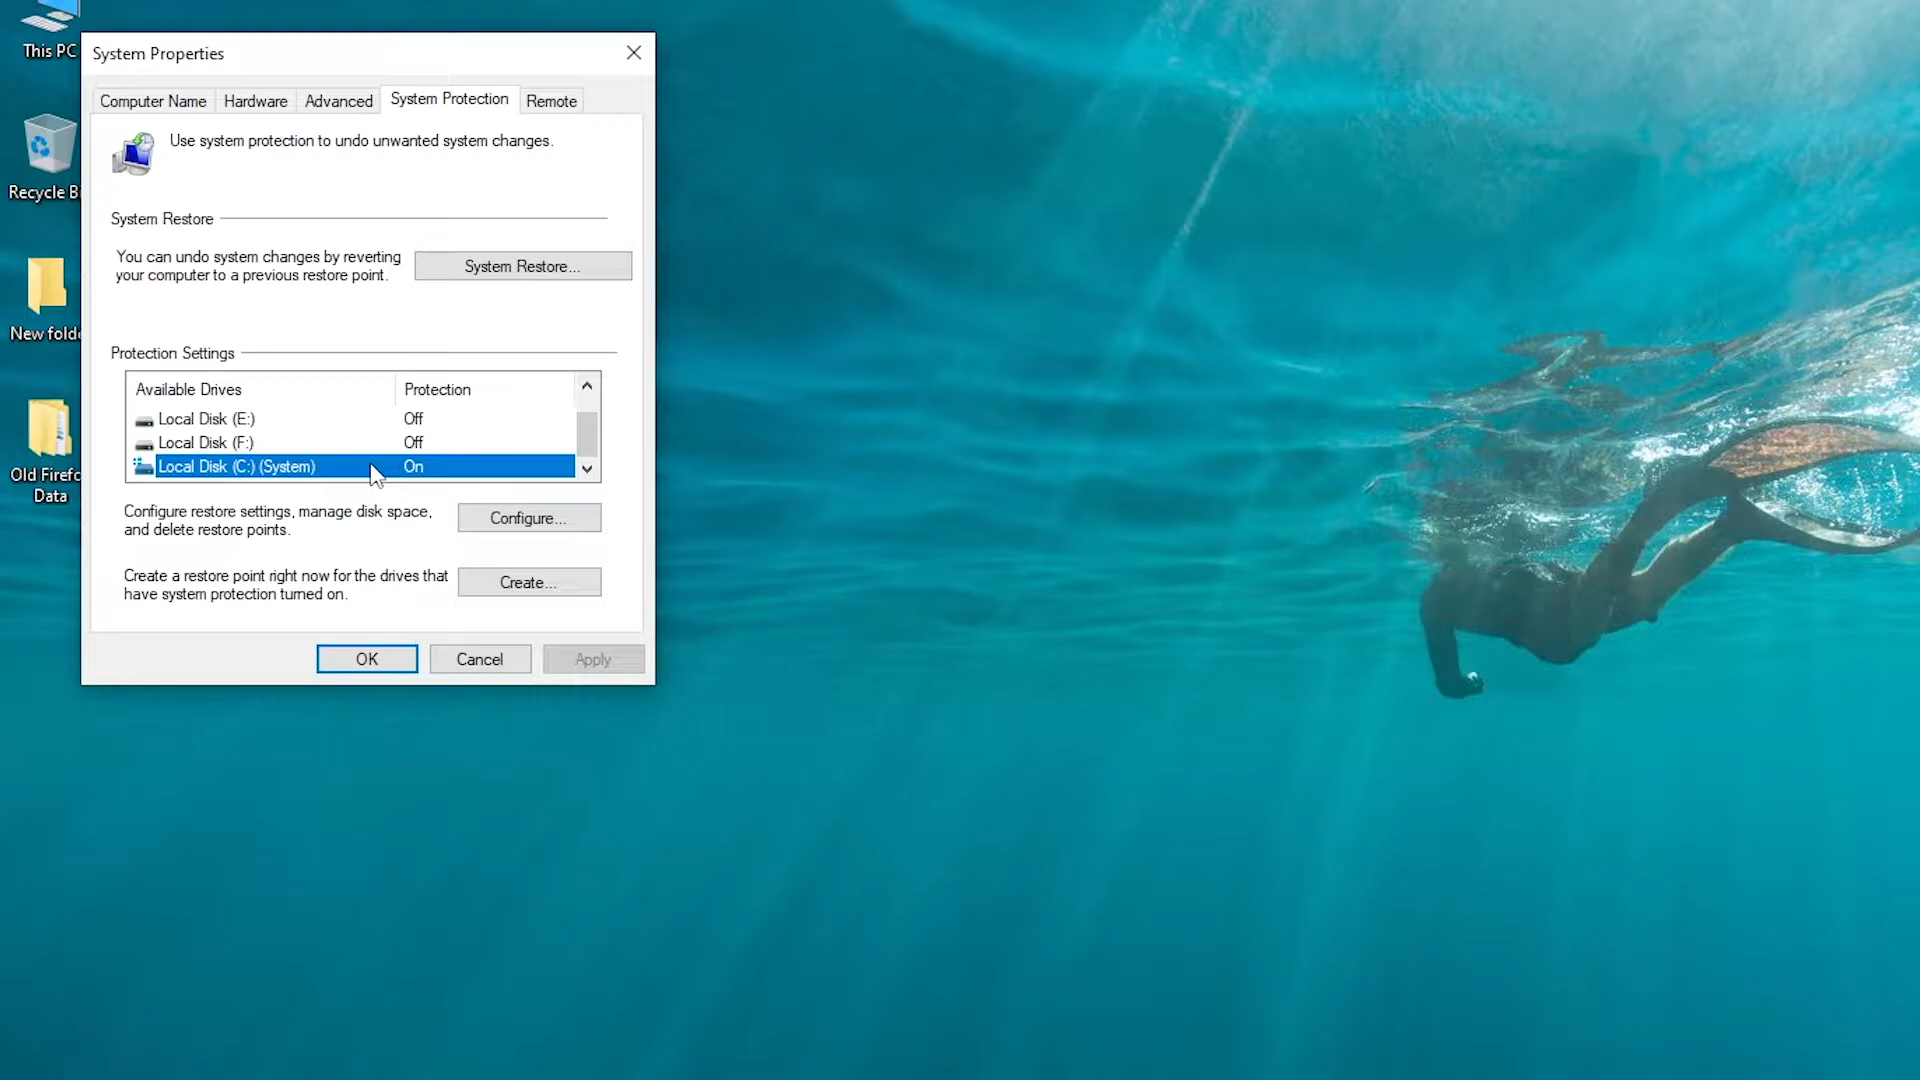 This PC
Recycle Bi
New folde
Old Firefo
Data
System Properties
Computer Name
Hardware
Advanced
System Protection
Remote
Use system protection to undo unwanted system changes.
System Restore
You can undo system changes by reverting
your computer to a previous restore point.
System Restore...
Protection Settings
Available Drives
Protection
Local Disk (E:)
Off
Local Disk (F:)
Off
Local Disk (C:) (System)
On
Configure restore settings, manage disk space,
and delete restore points.
Configure...
Create a restore point right now for the drives that
have system protection turned on.
Create...
OK
Cancel
Apply